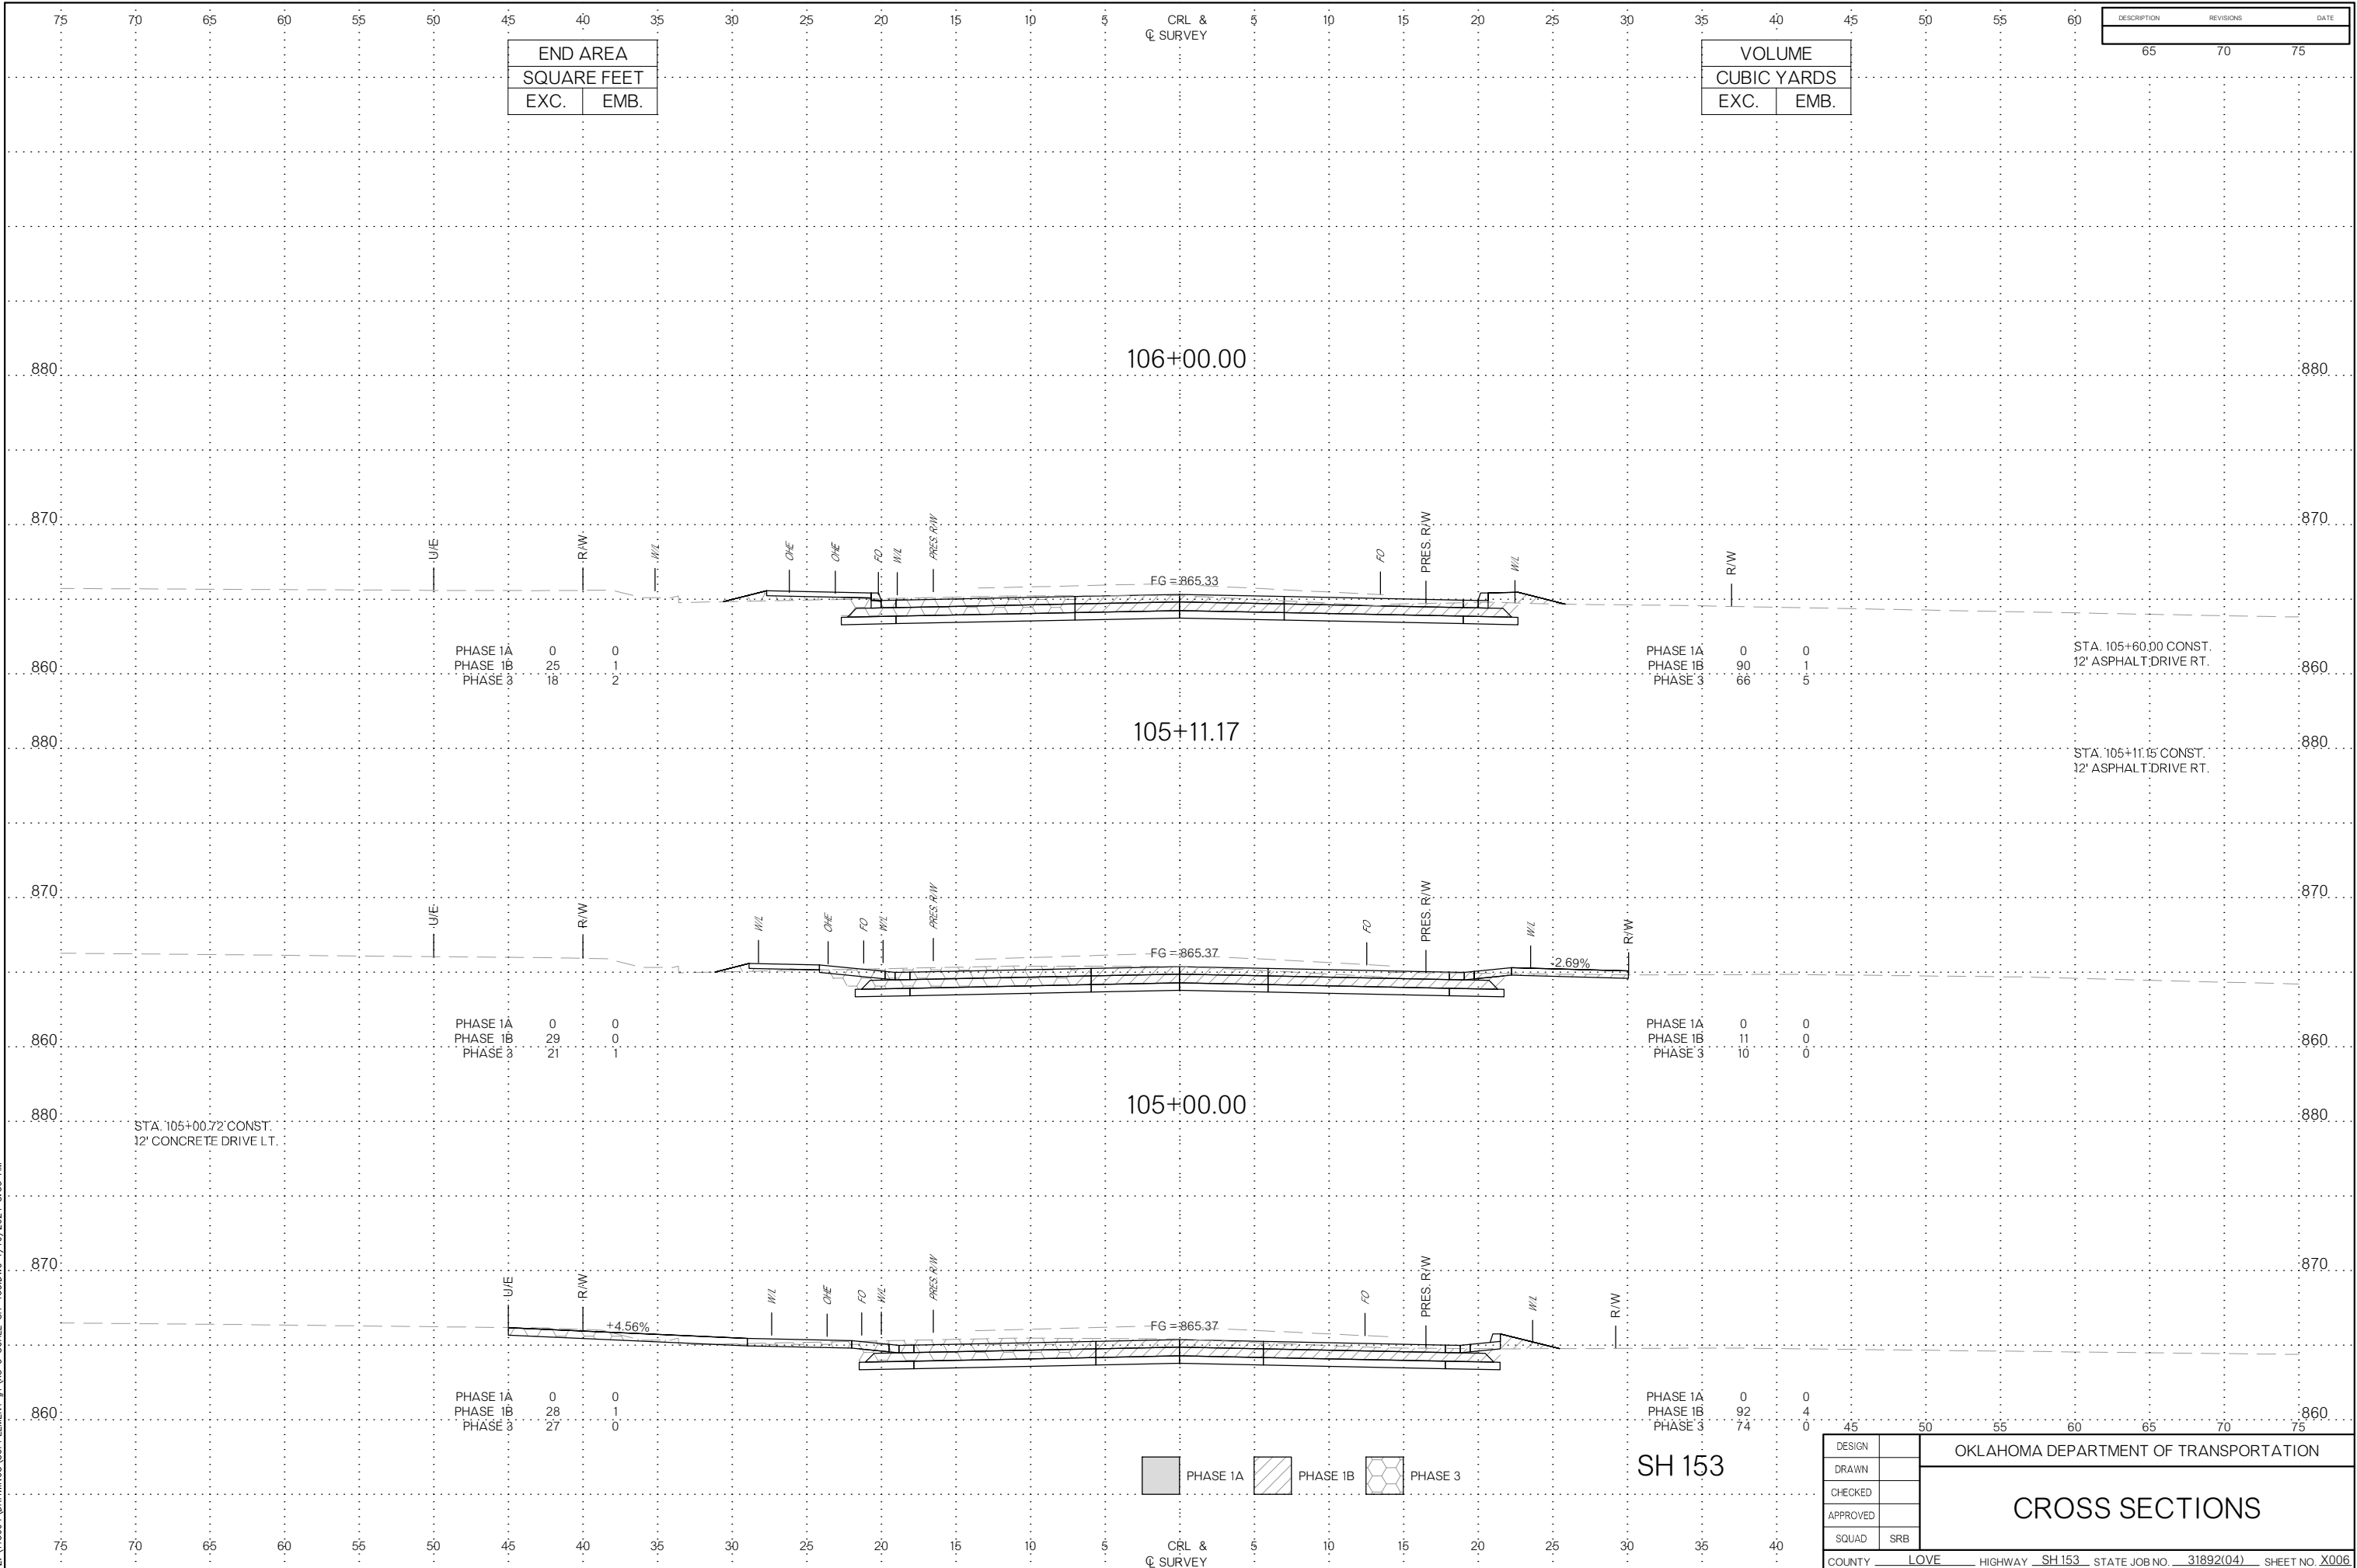 75 70 65 60 55 50 45 40 35 30 25 20 15 10 5 CRL & 5 10 15 20 25 30 35 40 45 50 55 60
℄ SURVEY
DESCRIPTION REVISIONS DATE
65 70 75
END AREA
SQUARE FEET
EXC. EMB.
VOLUME
CUBIC YARDS
EXC. EMB.
106+00.00
880 880
870 870
U/E R/W W/L OHE OHE FO W/L PRES. R/W FO PRES. R/W W/L R/W
FG = 865.33
PHASE 1A 0 0
PHASE 1B 25 1
PHASE 3 18 2
PHASE 1A 0 0
PHASE 1B 90 1
PHASE 3 66 5
STA. 105+60.00 CONST.
12' ASPHALT DRIVE RT.
860 860
105+11.17
880 880
STA. 105+11.15 CONST.
12' ASPHALT DRIVE RT.
870 870
U/E R/W W/L OHE FO W/L PRES. R/W FO PRES. R/W W/L R/W
FG = 865.37
-2.69%
PHASE 1A 0 0
PHASE 1B 29 0
PHASE 3 21 1
PHASE 1A 0 0
PHASE 1B 11 0
PHASE 3 10 0
860 860
105+00.00
880 880
STA. 105+00.72 CONST.
12' CONCRETE DRIVE LT.
870 870
U/E R/W W/L OHE FO W/L PRES. R/W FO PRES. R/W W/L R/W
+4.56%
FG = 865.37
PHASE 1A 0 0
PHASE 1B 28 1
PHASE 3 27 0
PHASE 1A 0 0
PHASE 1B 92 4
PHASE 3 74 0
860 860
45 50 55 60 65 70 75
PHASE 1A PHASE 1B PHASE 3
SH 153
DESIGN
DRAWN
CHECKED
APPROVED
SQUAD SRB
OKLAHOMA DEPARTMENT OF TRANSPORTATION
CROSS SECTIONS
75 70 65 60 55 50 45 40 35 30 25 20 15 10 5 CRL & 5 10 15 20 25 30 35 40
℄ SURVEY
COUNTY LOVE HIGHWAY SH 153 STATE JOB NO. 31892(04) SHEET NO. X006